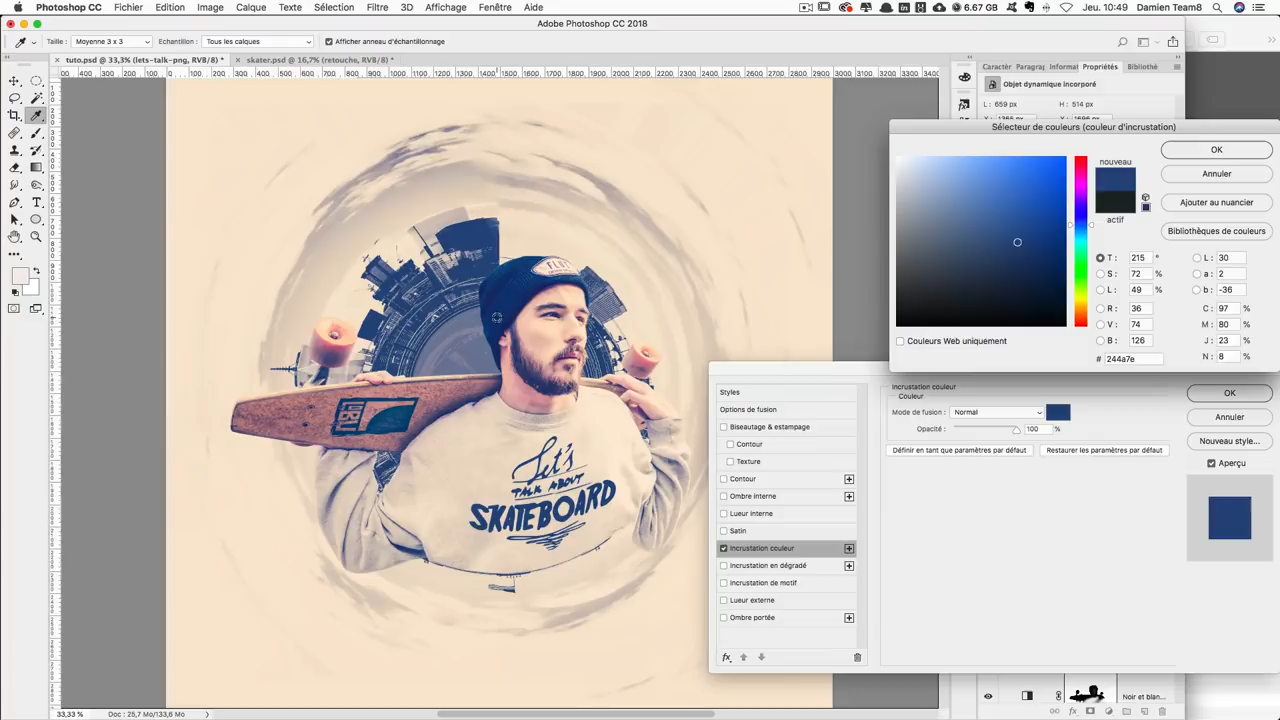 Photoshop CC Fichier Edition Image Calque Texte Sélection Filtre 3D Affichage Fenêtre Aide 6.67 GB Jeu. 10:49 Damien Team8
Adobe Photoshop CC 2018
Taille : Moyenne 3 x 3 Echantillon : Tous les calques Afficher anneau d'échantillonnage
tuto.psd @ 33,3% (lets-talk-png, RVB/8) * skater.psd @ 16,7% (retouche, RVB/8) *
Caractèr Paragrap Informat Propriétés Bibliothè
Objet dynamique incorporé
L : 659 px H : 514 px
Sélecteur de couleurs (couleur d'incrustation)
nouveau
actif
OK
Annuler
Ajouter au nuancier
Bibliothèques de couleurs
T : 215 ° L : 30
S : 72 % a : 2
L : 49 % b : -36
R : 36 C : 97 %
V : 74 M : 80 %
B : 126 J : 23 %
# 244a7e N : 8 %
Couleurs Web uniquement
Let's
TALK ABOUT
SKATEBOARD
Styles
Options de fusion
Biseautage & estampage
Contour
Texture
Contour
Ombre interne
Lueur interne
Satin
Incrustation couleur
Incrustation en dégradé
Incrustation de motif
Lueur externe
Ombre portée
fx
Incrustation couleur
Couleur
Mode de fusion : Normal
Opacité : 100 %
Définir en tant que paramètres par défaut Restaurer les paramètres par défaut
OK
Annuler
Nouveau style...
Aperçu
Noir et blan...
33,33 % Doc : 25,7 Mo/133,6 Mo